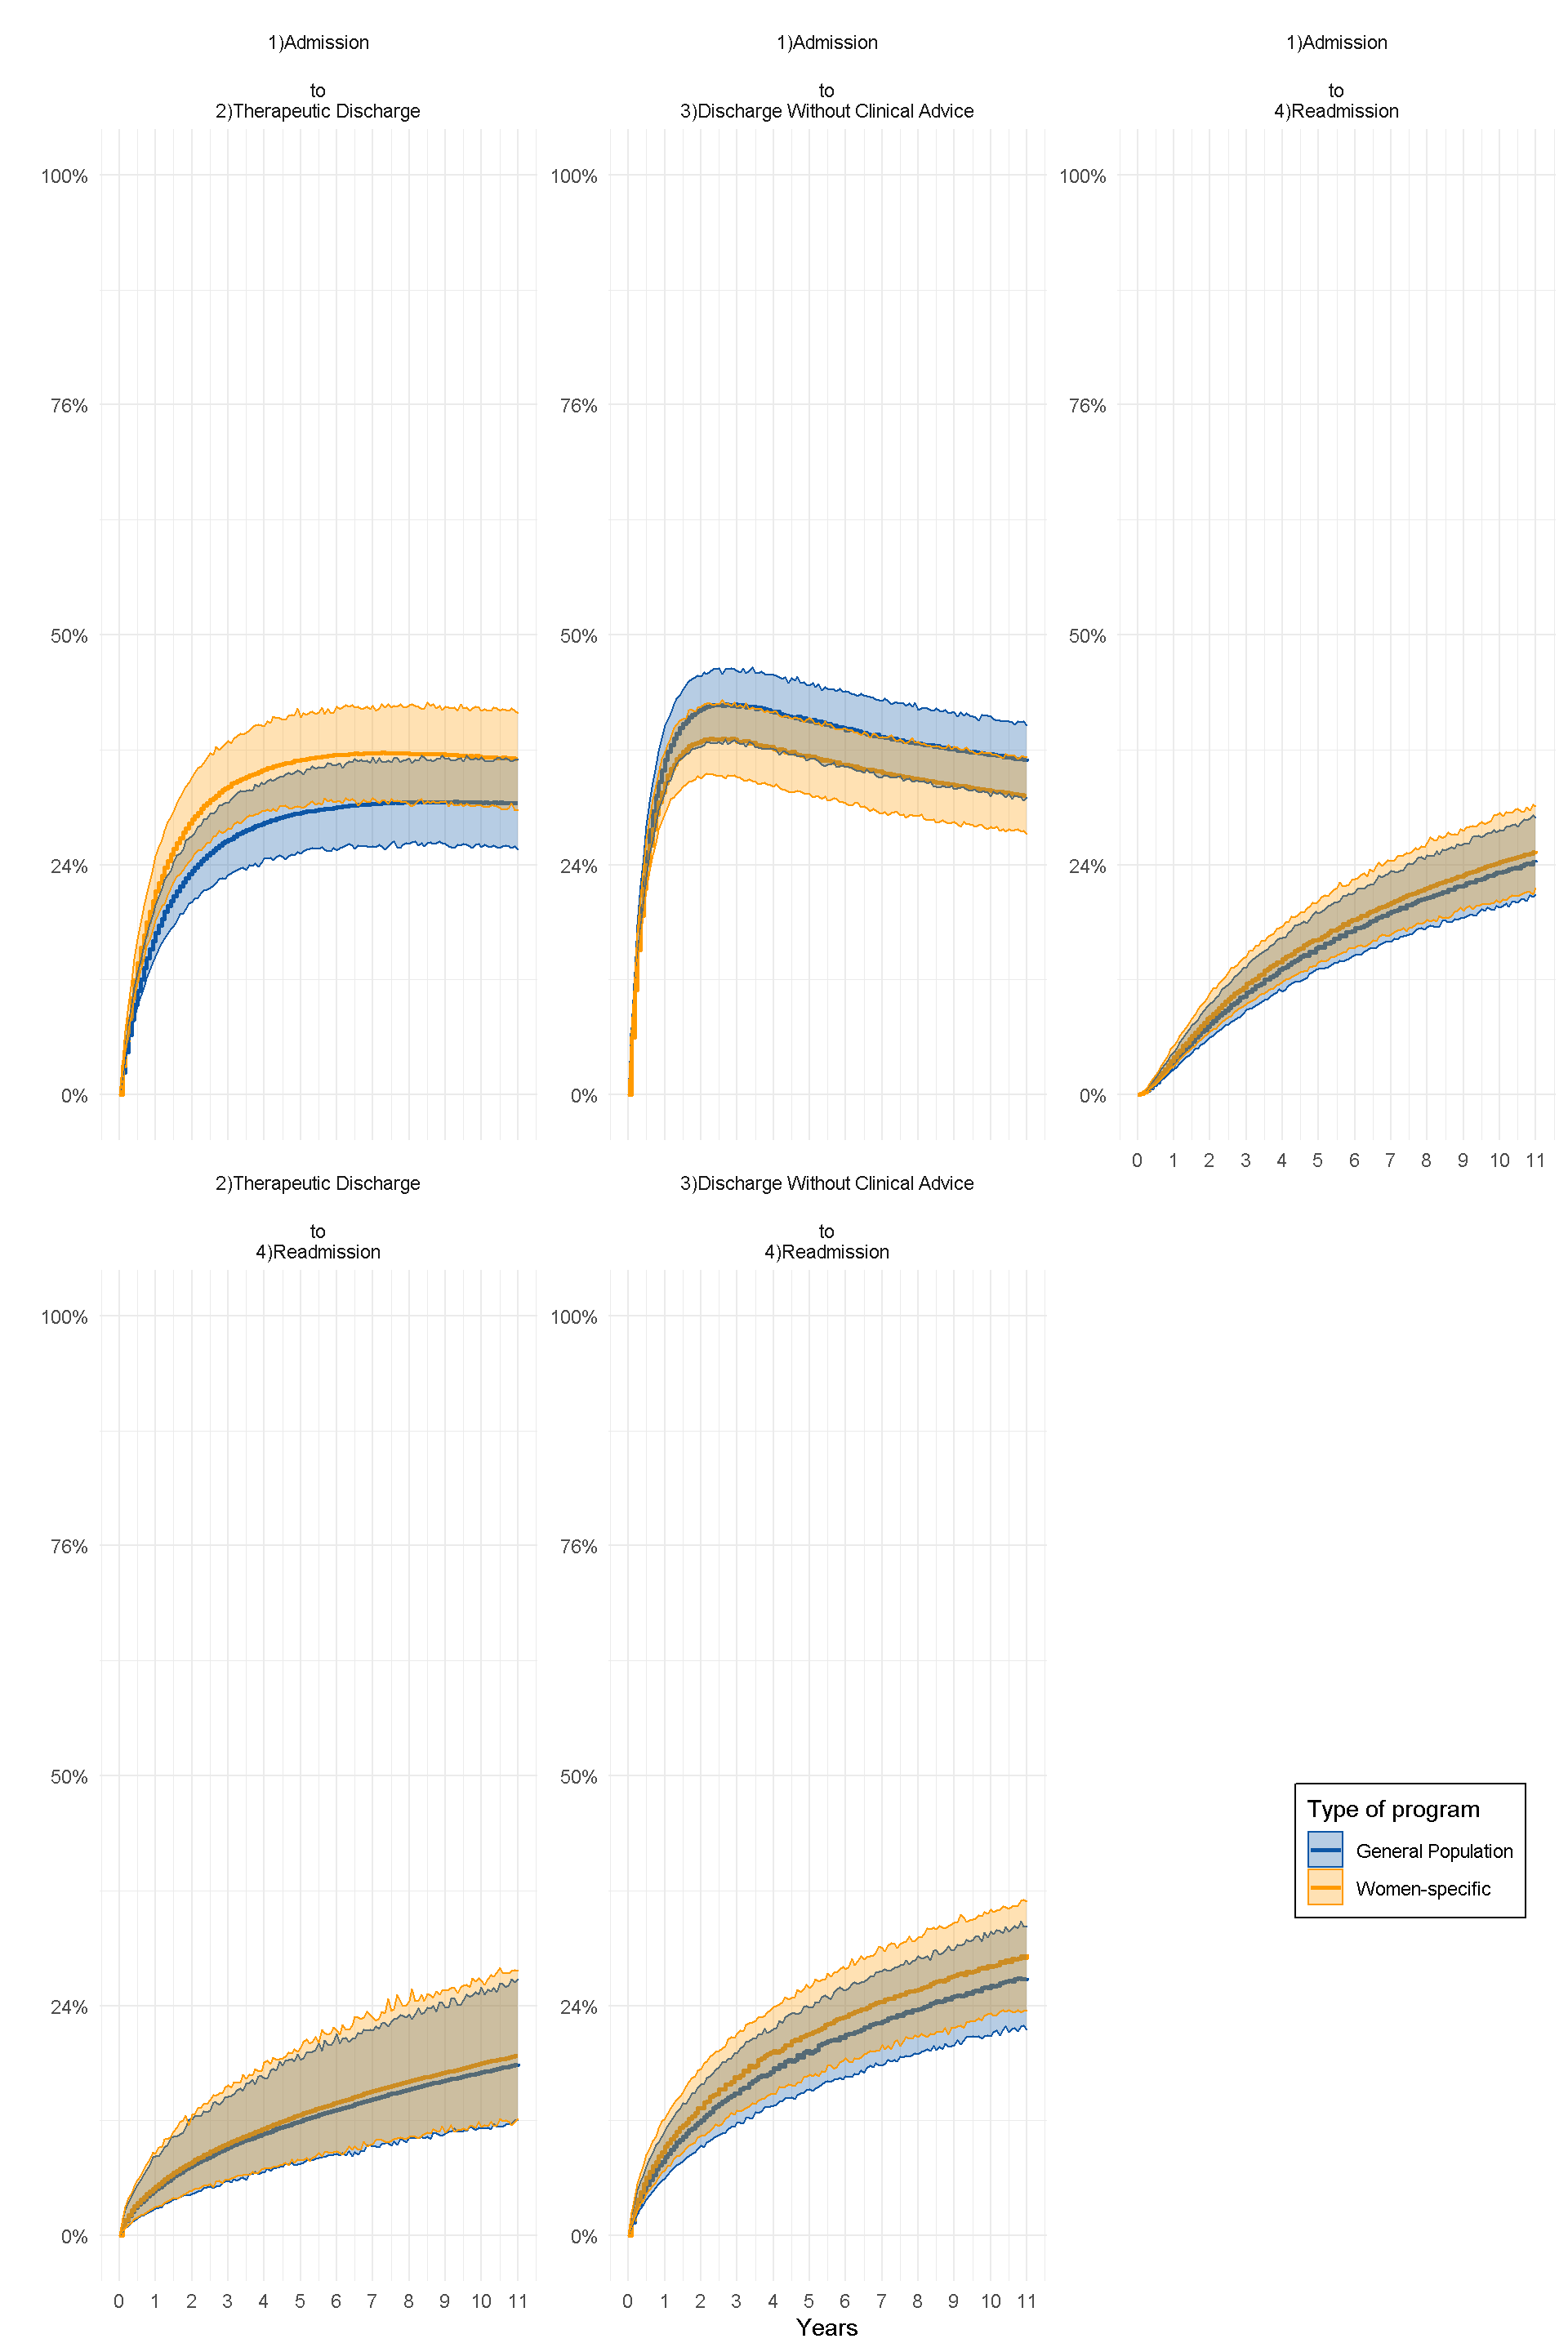 1)Admission
to
2)Therapeutic Discharge
1)Admission
to
3)Discharge Without Clinical Advice
1)Admission
to
4)Readmission
100%
76%
50%
24%
0%
100%
76%
50%
24%
0%
100%
76%
50%
24%
0%
0 1 2 3 4 5 6 7 8 9 10 11
2)Therapeutic Discharge
to
4)Readmission
3)Discharge Without Clinical Advice
to
4)Readmission
100%
76%
50%
24%
0%
100%
76%
50%
24%
0%
0 1 2 3 4 5 6 7 8 9 10 11
0 1 2 3 4 5 6 7 8 9 10 11
Years
Type of program
General Population
Women-specific